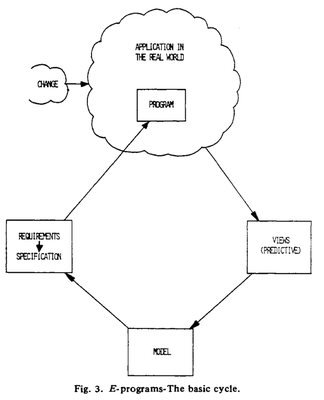 APPLICATION IN
THE REAL WORLD
CHANGE
PROGRAM
REQUIREMENTS
SPECIFICATION
VIEWS
(PREDICTIVE)
MODEL
Fig. 3. E-programs-The basic cycle.